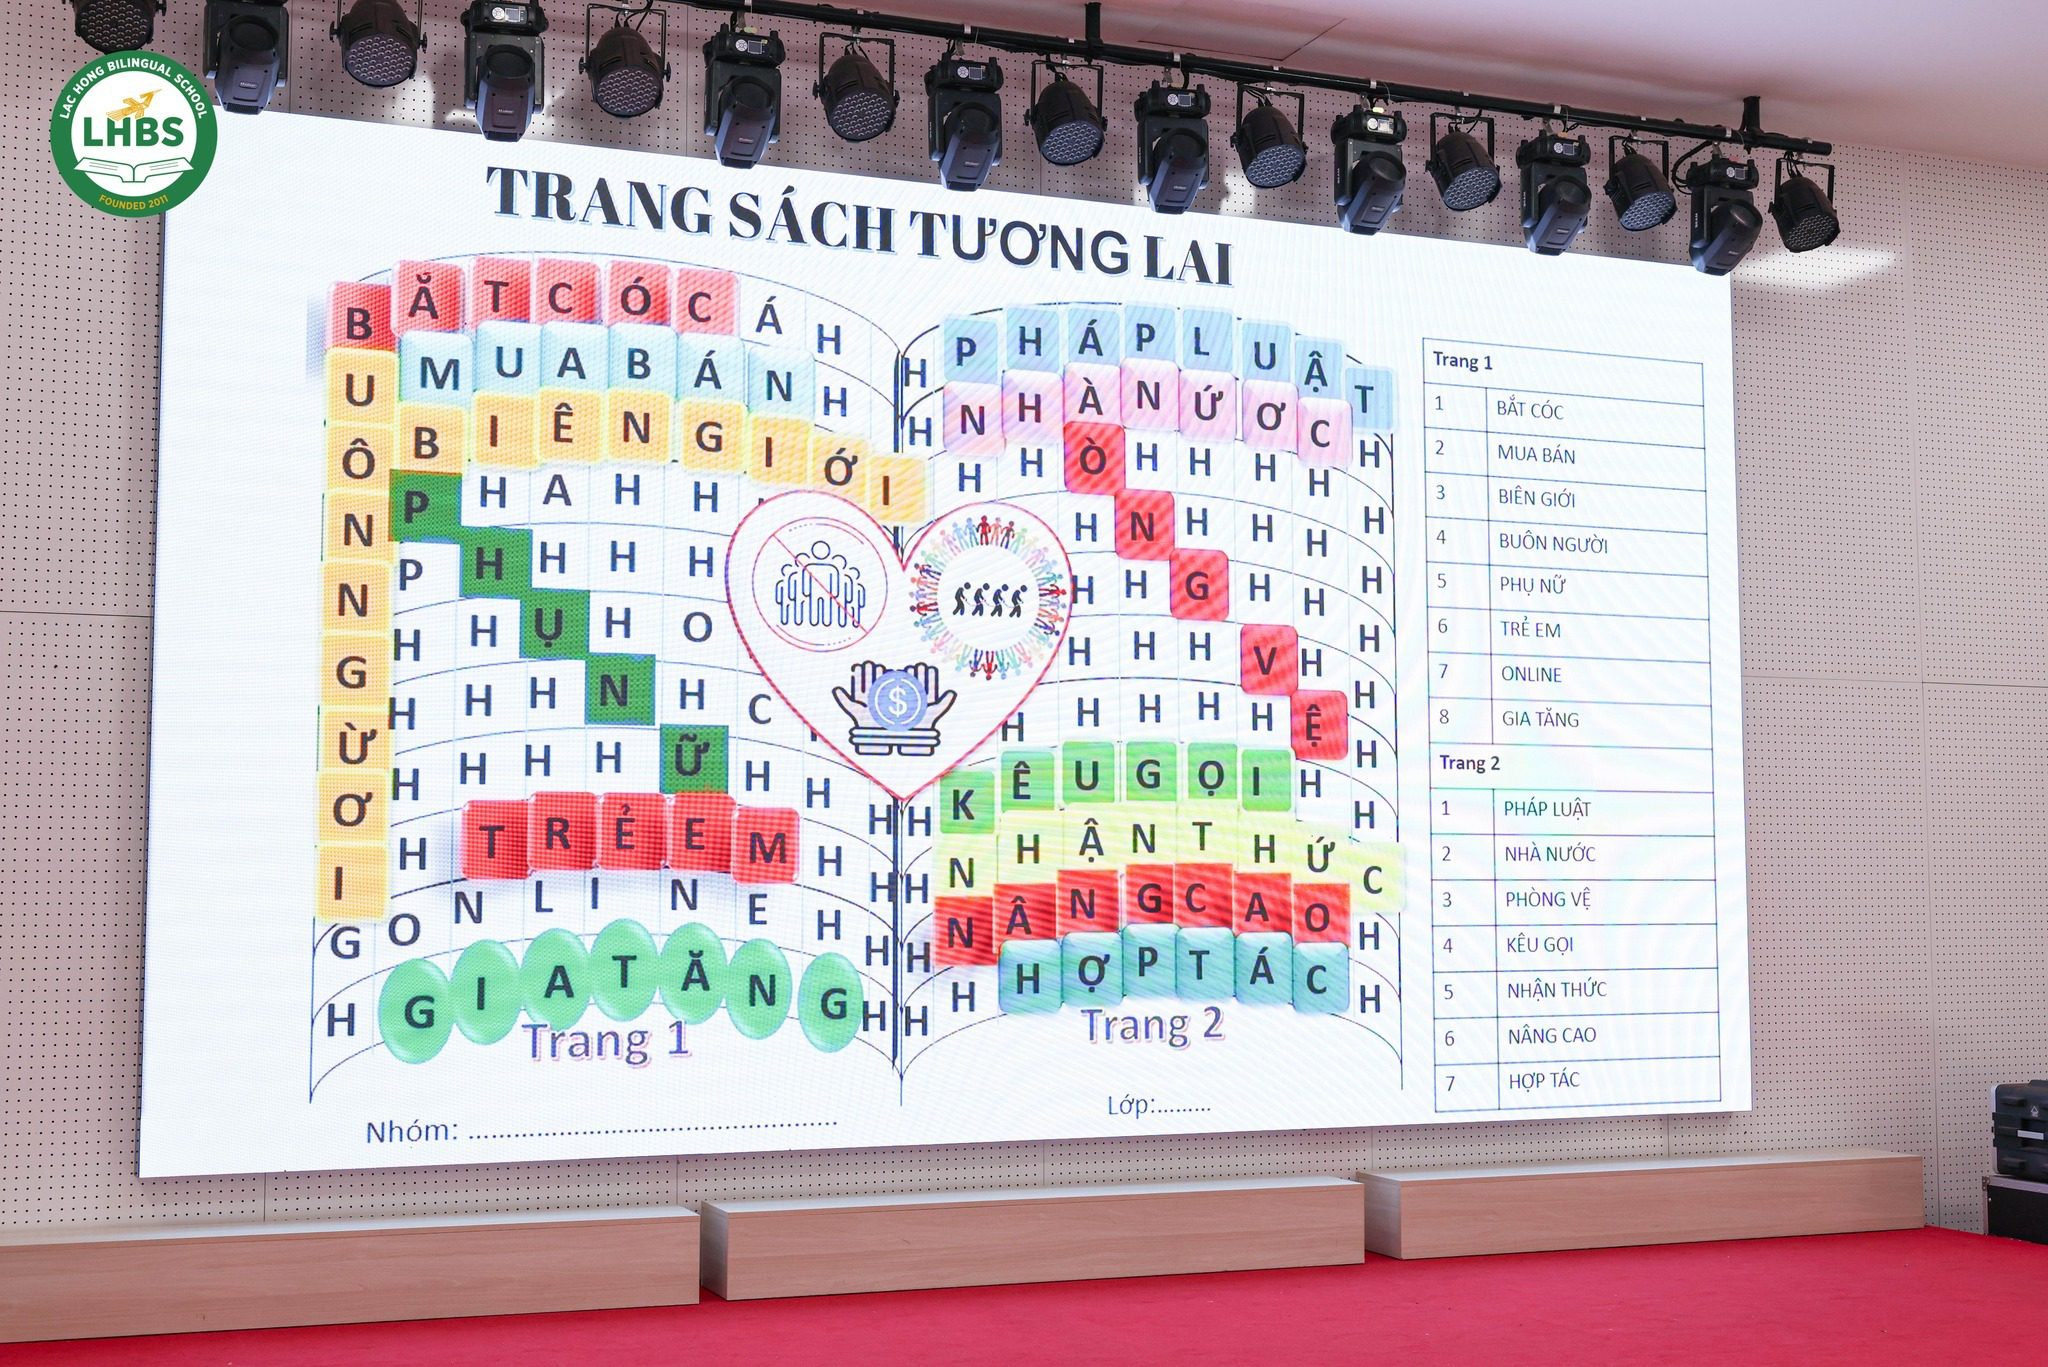 LAC HONG BILINGUAL SCHOOL
LHBS
FOUNDED 2011
TRANG SÁCH TƯƠNG LAI
B Ắ T C Ó C Á H
U M U A B Á N H
Ô B I Ê N G I Ớ I
N P H A H H
N P H H H H
G H H Ụ H O
Ừ H H H N H C
Ơ H H H H Ữ H H
I H T R Ẻ E M H H
G O N L I N E H H
H G I A T Ă N G H
Trang 1
H P H Á P L U Ậ T
H N H À N Ứ Ơ C H
H H Ò H H H H H
H N H H H H
H H G H H H
H H H V H H
H H H H H Ệ H
H K Ê U G Ọ I H H
H N H Ậ N T H Ứ C
H N Â N G C A O H
H H H Ợ P T Á C H
Trang 2
$
Nhóm: ................................................
Lớp:.........
Trang 1
1 BẮT CÓC
2 MUA BÁN
3 BIÊN GIỚI
4 BUÔN NGƯỜI
5 PHỤ NỮ
6 TRẺ EM
7 ONLINE
8 GIA TĂNG
Trang 2
1 PHÁP LUẬT
2 NHÀ NƯỚC
3 PHÒNG VỆ
4 KÊU GỌI
5 NHẬN THỨC
6 NÂNG CAO
7 HỢP TÁC